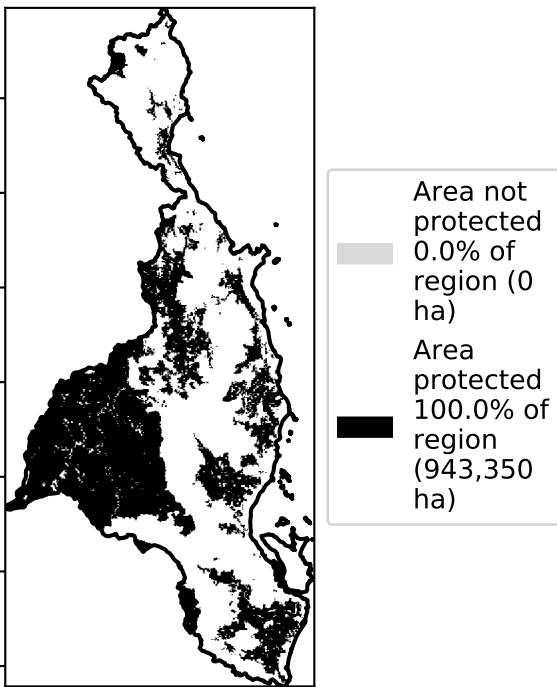 Area not
protected
0.0% of
region (0
ha)
Area
protected
100.0% of
region
(943,350
ha)